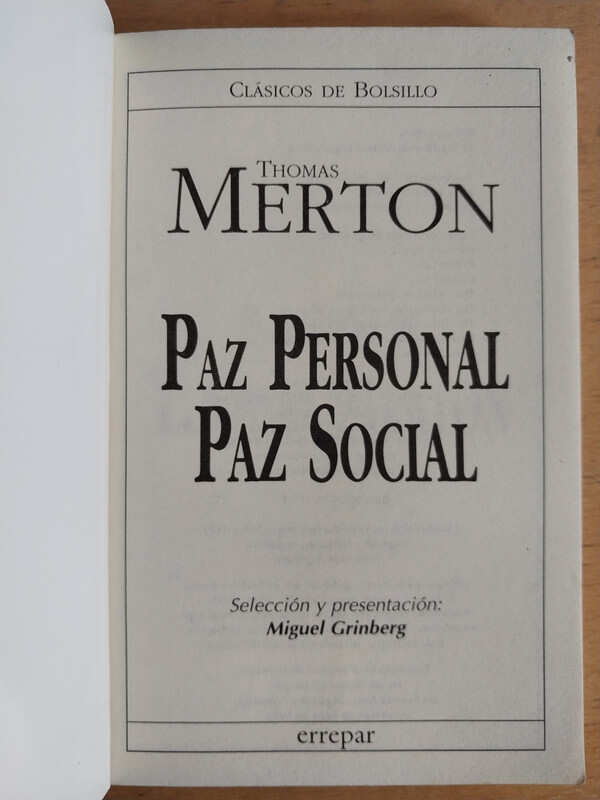 Clásicos de Bolsillo
Thomas
Merton
Paz Personal
Paz Social
Selección y presentación:
Miguel Grinberg
errepar